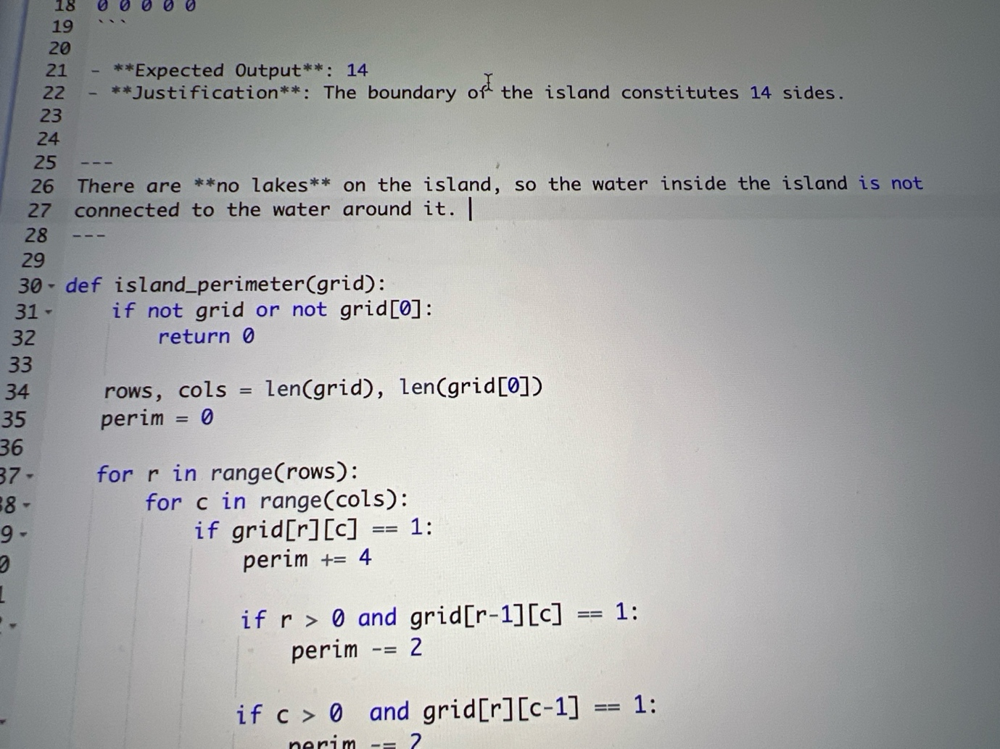 18 0 0 0 0 0
19 ```
20
21 - **Expected Output**: 14
22 - **Justification**: The boundary of the island constitutes 14 sides.
23
24
25 ---
26 There are **no lakes** on the island, so the water inside the island is not
27 connected to the water around it.
28 ---
29
30 def island_perimeter(grid):
31 if not grid or not grid[0]:
32 return 0
33
34 rows, cols = len(grid), len(grid[0])
35 perim = 0
36
37 for r in range(rows):
38 for c in range(cols):
9 if grid[r][c] == 1:
0 perim += 4
1
if r > 0 and grid[r-1][c] == 1:
perim -= 2
if c > 0 and grid[r][c-1] == 1:
perim -= 2